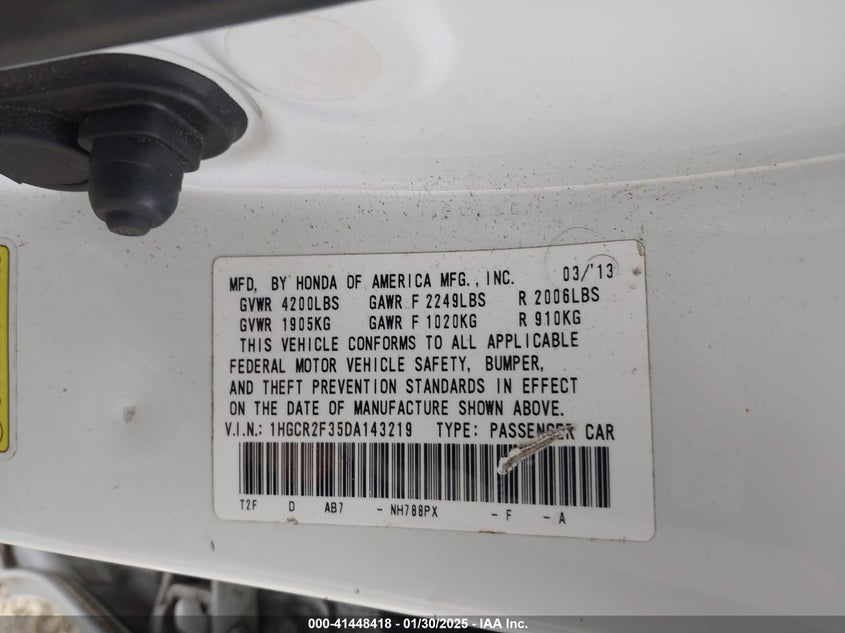 MFD. BY HONDA OF AMERICA MFG., INC. 03/'13
GVWR 4200LBS GAWR F 2249LBS R 2006LBS
GVWR 1905KG GAWR F 1020KG R 910KG
THIS VEHICLE CONFORMS TO ALL APPLICABLE
FEDERAL MOTOR VEHICLE SAFETY, BUMPER,
AND THEFT PREVENTION STANDARDS IN EFFECT
ON THE DATE OF MANUFACTURE SHOWN ABOVE.
V.I.N.: 1HGCR2F35DA143219 TYPE: PASSENGER CAR
T2F D AB7 - NH788PX - F - A
000-41448418 - 01/30/2025 - IAA Inc.